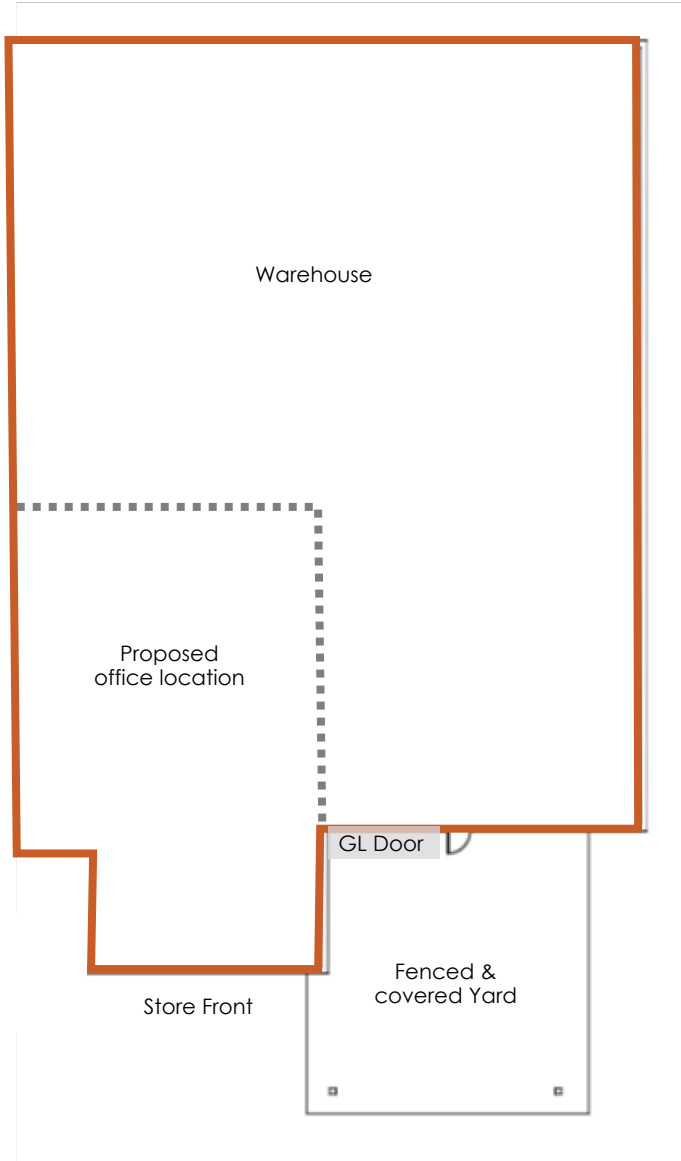 Warehouse
Proposed
office location
GL Door
Fenced &
covered Yard
Store Front